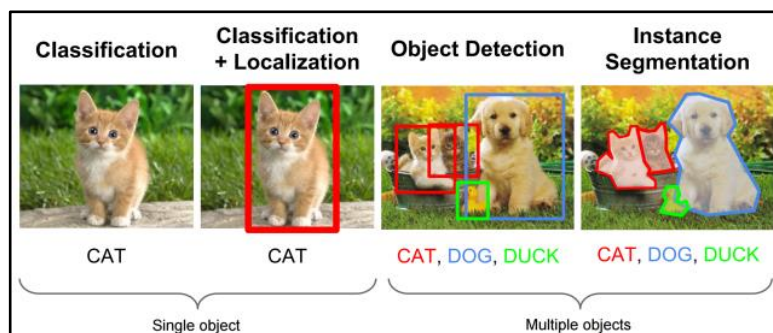 Classification
Classification
+ Localization
Object Detection
Instance
Segmentation
CAT
CAT
CAT, DOG, DUCK
CAT, DOG, DUCK
Single object
Multiple objects